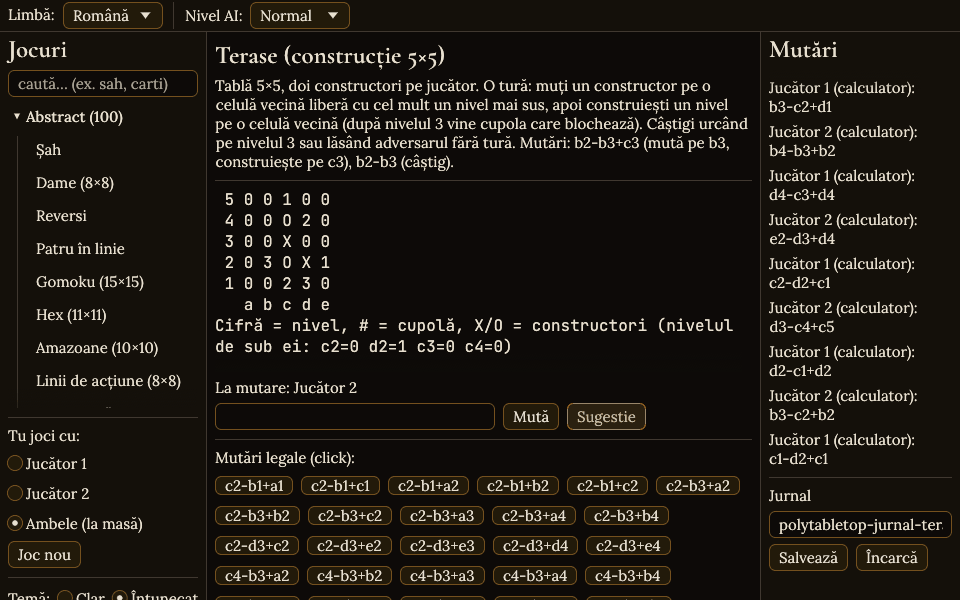 Limbă: Română Nivel AI: Normal
Jocuri
caută... (ex. sah, carti)
Abstract (100)
Șah
Dame (8×8)
Reversi
Patru în linie
Gomoku (15×15)
Hex (11×11)
Amazoane (10×10)
Linii de acțiune (8×8)
Tu joci cu:
Jucător 1
Jucător 2
Ambele (la masă)
Joc nou
Temă: Clar Întunecat
Terase (construcție 5×5)
Tablă 5×5, doi constructori pe jucător. O tură: muți un constructor pe o
celulă vecină liberă cu cel mult un nivel mai sus, apoi construiești un nivel
pe o celulă vecină (după nivelul 3 vine cupola care blochează). Câștigi urcând
pe nivelul 3 sau lăsând adversarul fără tură. Mutări: b2-b3+c3 (mută pe b3,
construiește pe c3), b2-b3 (câștig).
5 0 0 1 0 0
4 0 0 O 2 0
3 0 0 X 0 0
2 0 3 O X 1
1 0 0 2 3 0
a b c d e
Cifră = nivel, # = cupolă, X/O = constructori (nivelul
de sub ei: c2=0 d2=1 c3=0 c4=0)
La mutare: Jucător 2
Mută Sugestie
Mutări legale (click):
c2-b1+a1 c2-b1+c1 c2-b1+a2 c2-b1+b2 c2-b1+c2 c2-b3+a2
c2-b3+b2 c2-b3+c2 c2-b3+a3 c2-b3+a4 c2-b3+b4
c2-d3+c2 c2-d3+e2 c2-d3+e3 c2-d3+d4 c2-d3+e4
c4-b3+a2 c4-b3+b2 c4-b3+a3 c4-b3+a4 c4-b3+b4
Mutări
Jucător 1 (calculator):
b3-c2+d1
Jucător 2 (calculator):
b4-b3+b2
Jucător 1 (calculator):
d4-c3+d4
Jucător 2 (calculator):
e2-d3+d4
Jucător 1 (calculator):
c2-d2+c1
Jucător 2 (calculator):
d3-c4+c5
Jucător 1 (calculator):
d2-c1+d2
Jucător 2 (calculator):
b3-c2+b2
Jucător 1 (calculator):
c1-d2+c1
Jurnal
polytabletop-jurnal-ter
Salvează Încarcă